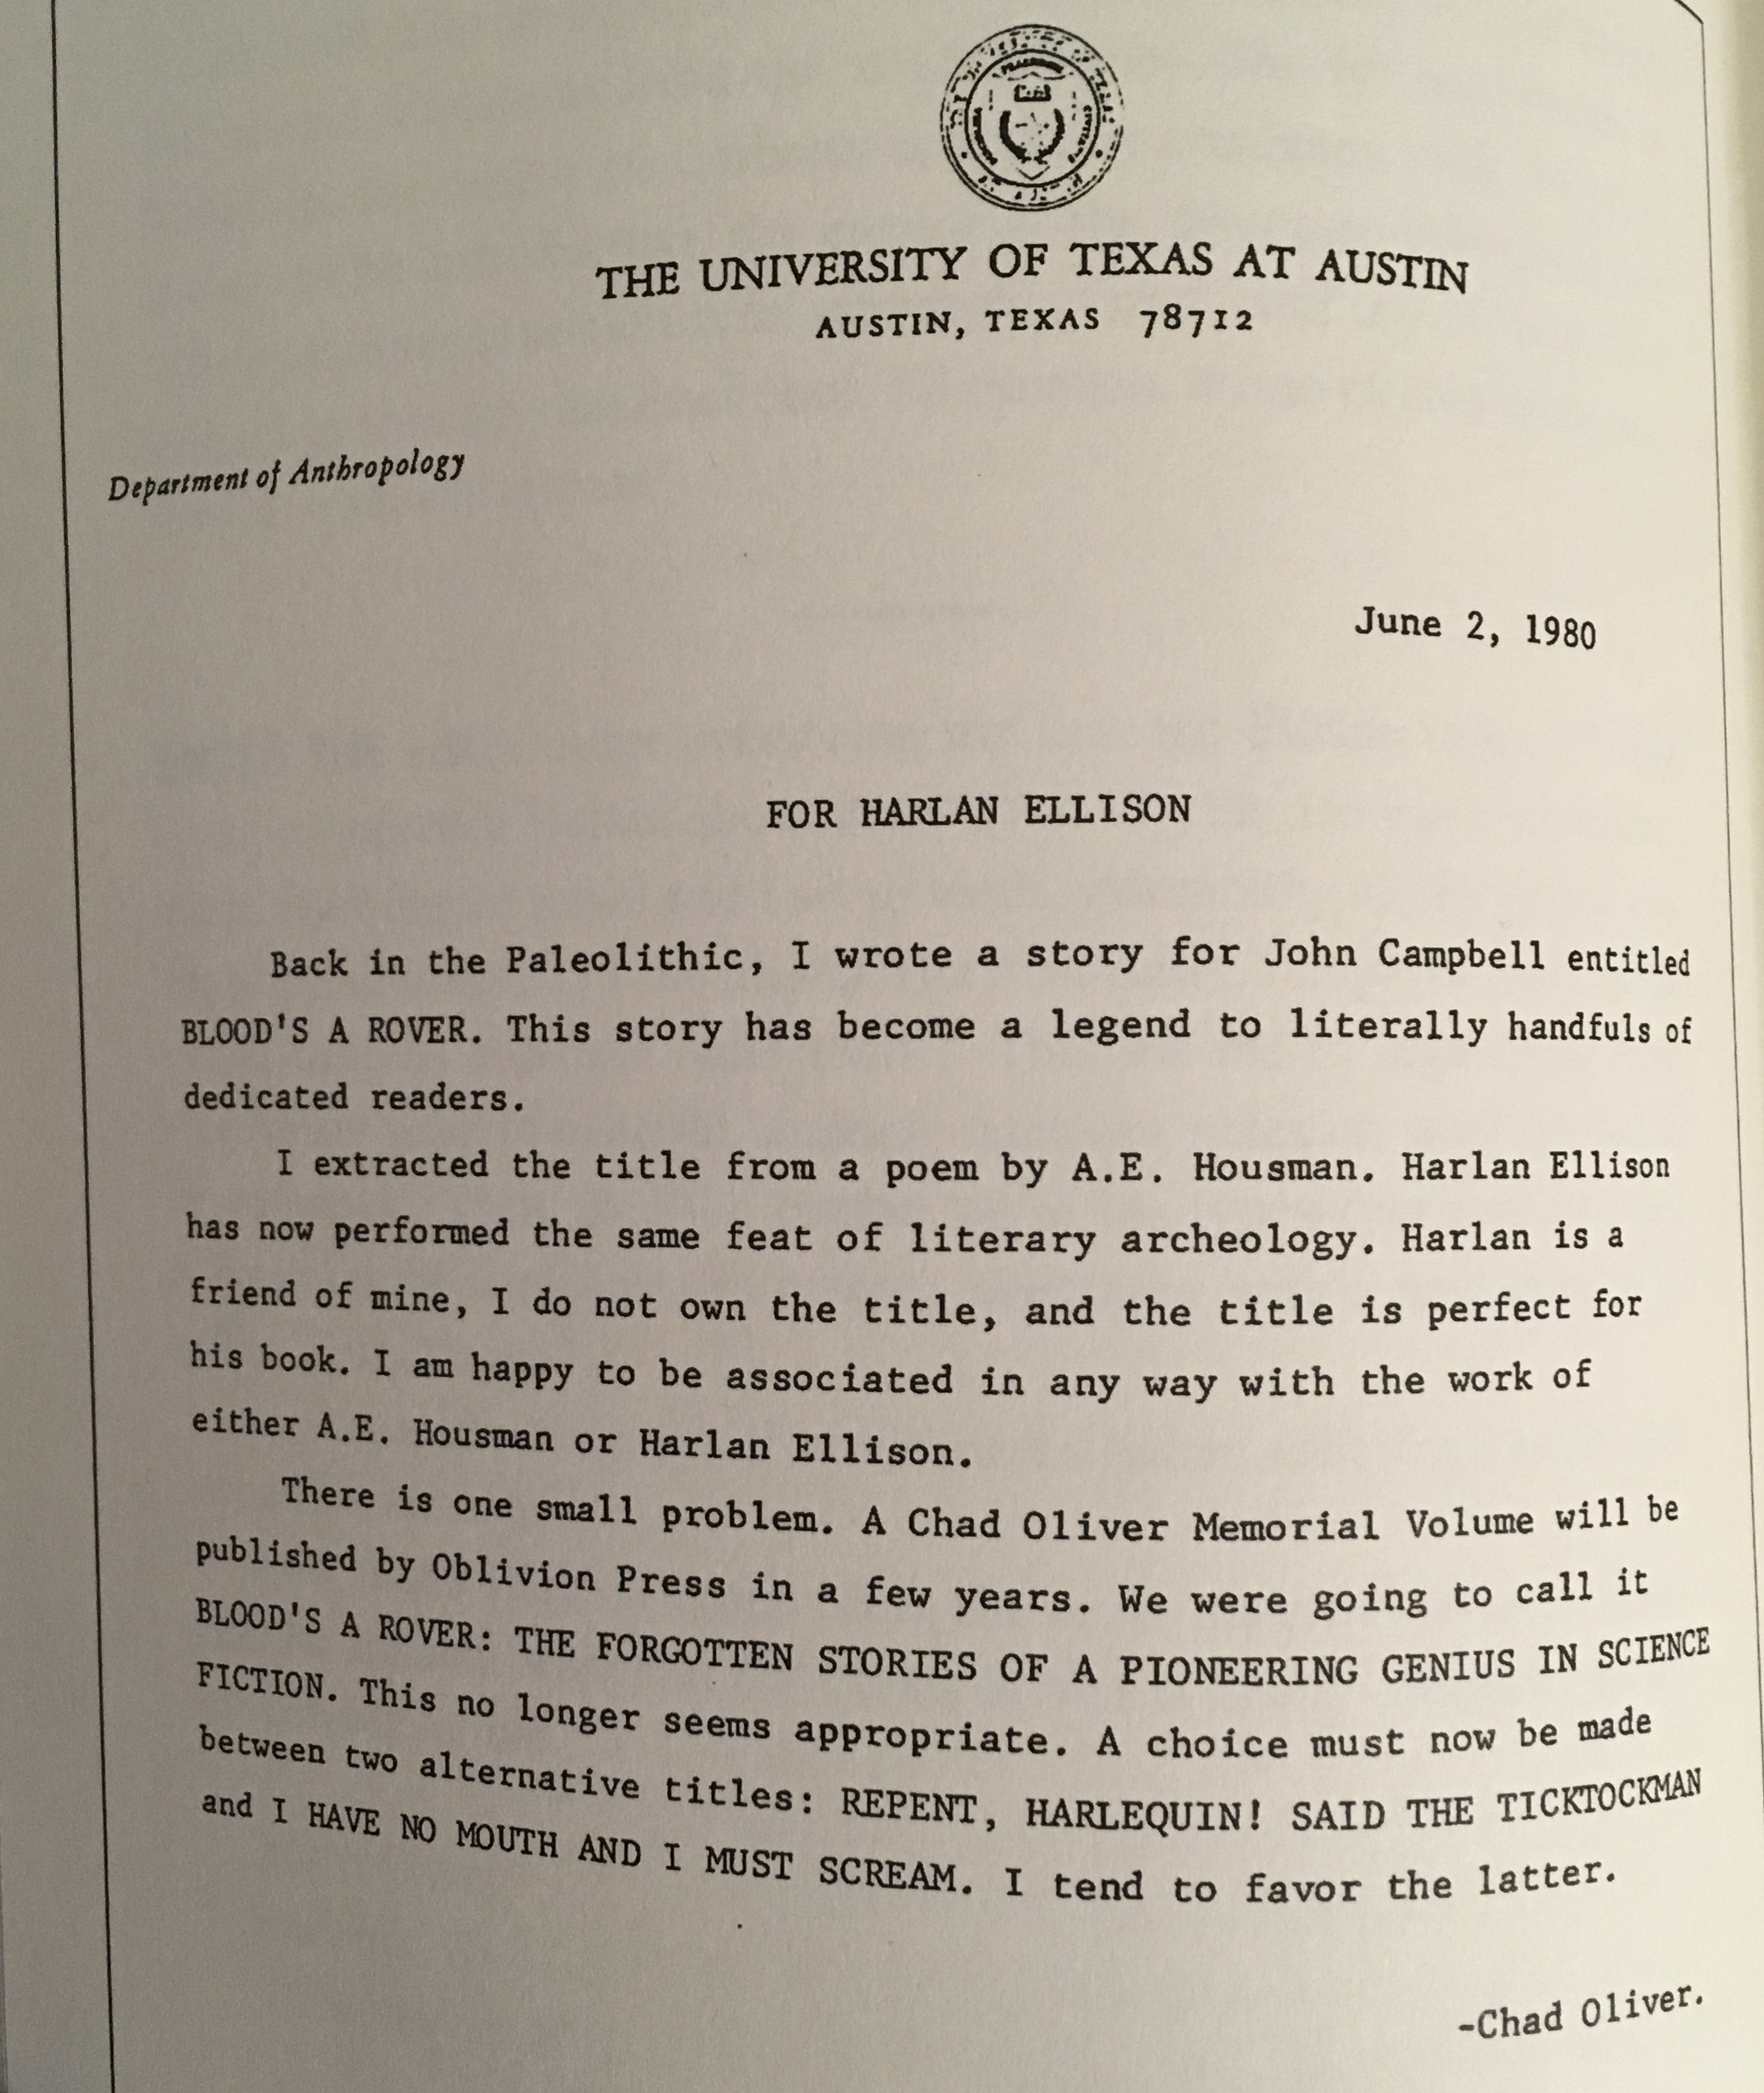 THE UNIVERSITY OF TEXAS AT AUSTIN
AUSTIN, TEXAS 78712
Department of Anthropology
June 2, 1980
FOR HARLAN ELLISON
Back in the Paleolithic, I wrote a story for John Campbell entitled
BLOOD'S A ROVER. This story has become a legend to literally handfuls of
dedicated readers.
I extracted the title from a poem by A.E. Housman. Harlan Ellison
has now performed the same feat of literary archeology. Harlan is a
friend of mine, I do not own the title, and the title is perfect for
his book. I am happy to be associated in any way with the work of
either A.E. Housman or Harlan Ellison.
There is one small problem. A Chad Oliver Memorial Volume will be
published by Oblivion Press in a few years. We were going to call it
BLOOD'S A ROVER: THE FORGOTTEN STORIES OF A PIONEERING GENIUS IN SCIENCE
FICTION. This no longer seems appropriate. A choice must now be made
between two alternative titles: REPENT, HARLEQUIN! SAID THE TICKTOCKMAN
and I HAVE NO MOUTH AND I MUST SCREAM. I tend to favor the latter.
-Chad Oliver.